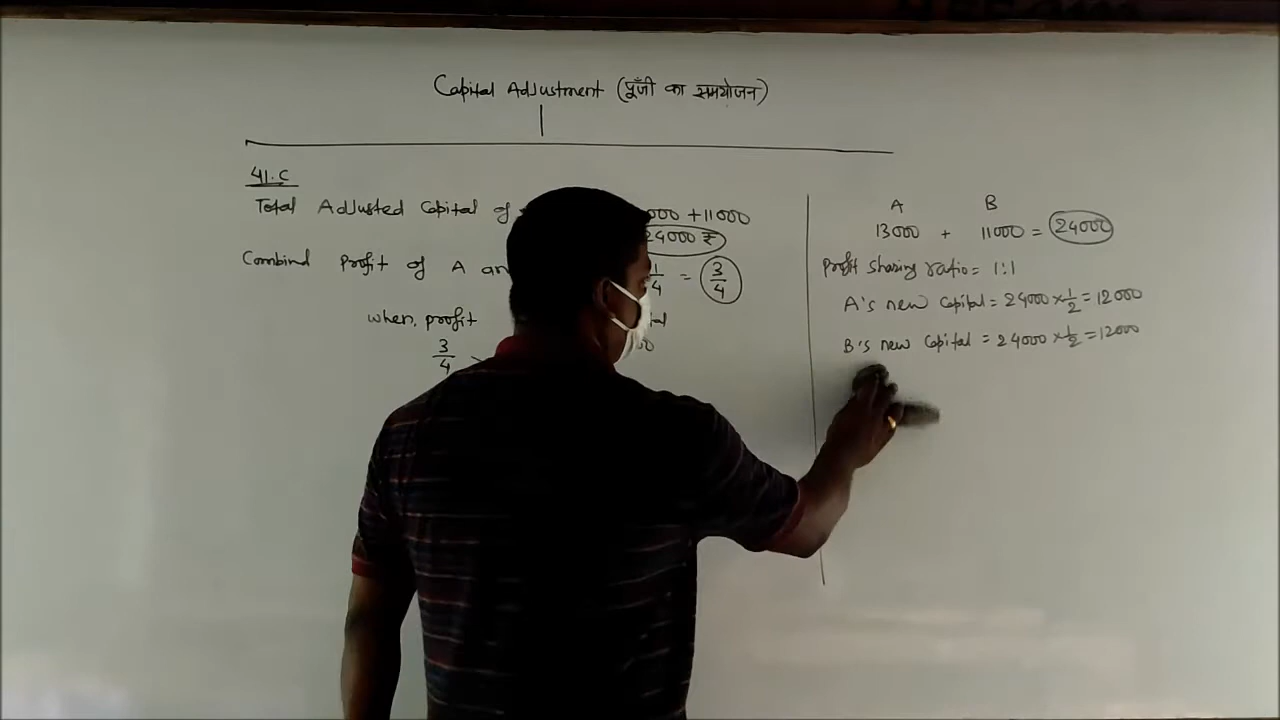 Capital Adjustment (पूँजी का समयोजन)
41.C
Total Adjusted Capital of 000 + 11000
24000 ₹
Combind Profit of A an 1/4 = 3/4
when, profit
3/4
A B
13000 + 11000 = 24000
Profit sharing ratio = 1:1
A's new Capital = 24000 × 1/2 = 12000
B's new Capital = 24000 × 1/2 = 12000